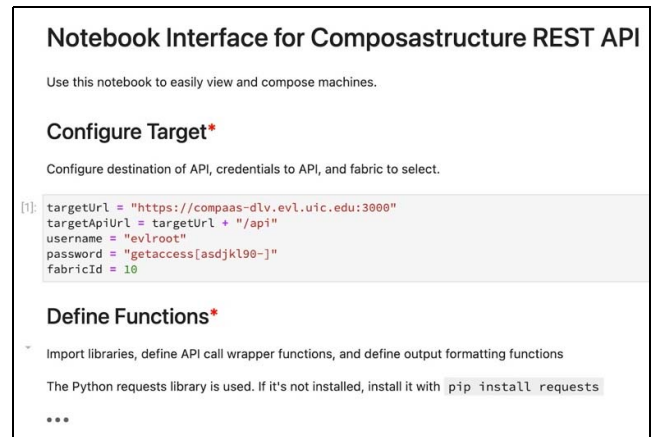 Notebook Interface for Composastructure REST API
Use this notebook to easily view and compose machines.
Configure Target*
Configure destination of API, credentials to API, and fabric to select.
[1]: targetUrl = "https://compaas-dlv.evl.uic.edu:3000"
targetApiUrl = targetUrl + "/api"
username = "evlroot"
password = "getaccess[asdjkl90-]"
fabricId = 10
Define Functions*
Import libraries, define API call wrapper functions, and define output formatting functions
The Python requests library is used. If it's not installed, install it with pip install requests
•••